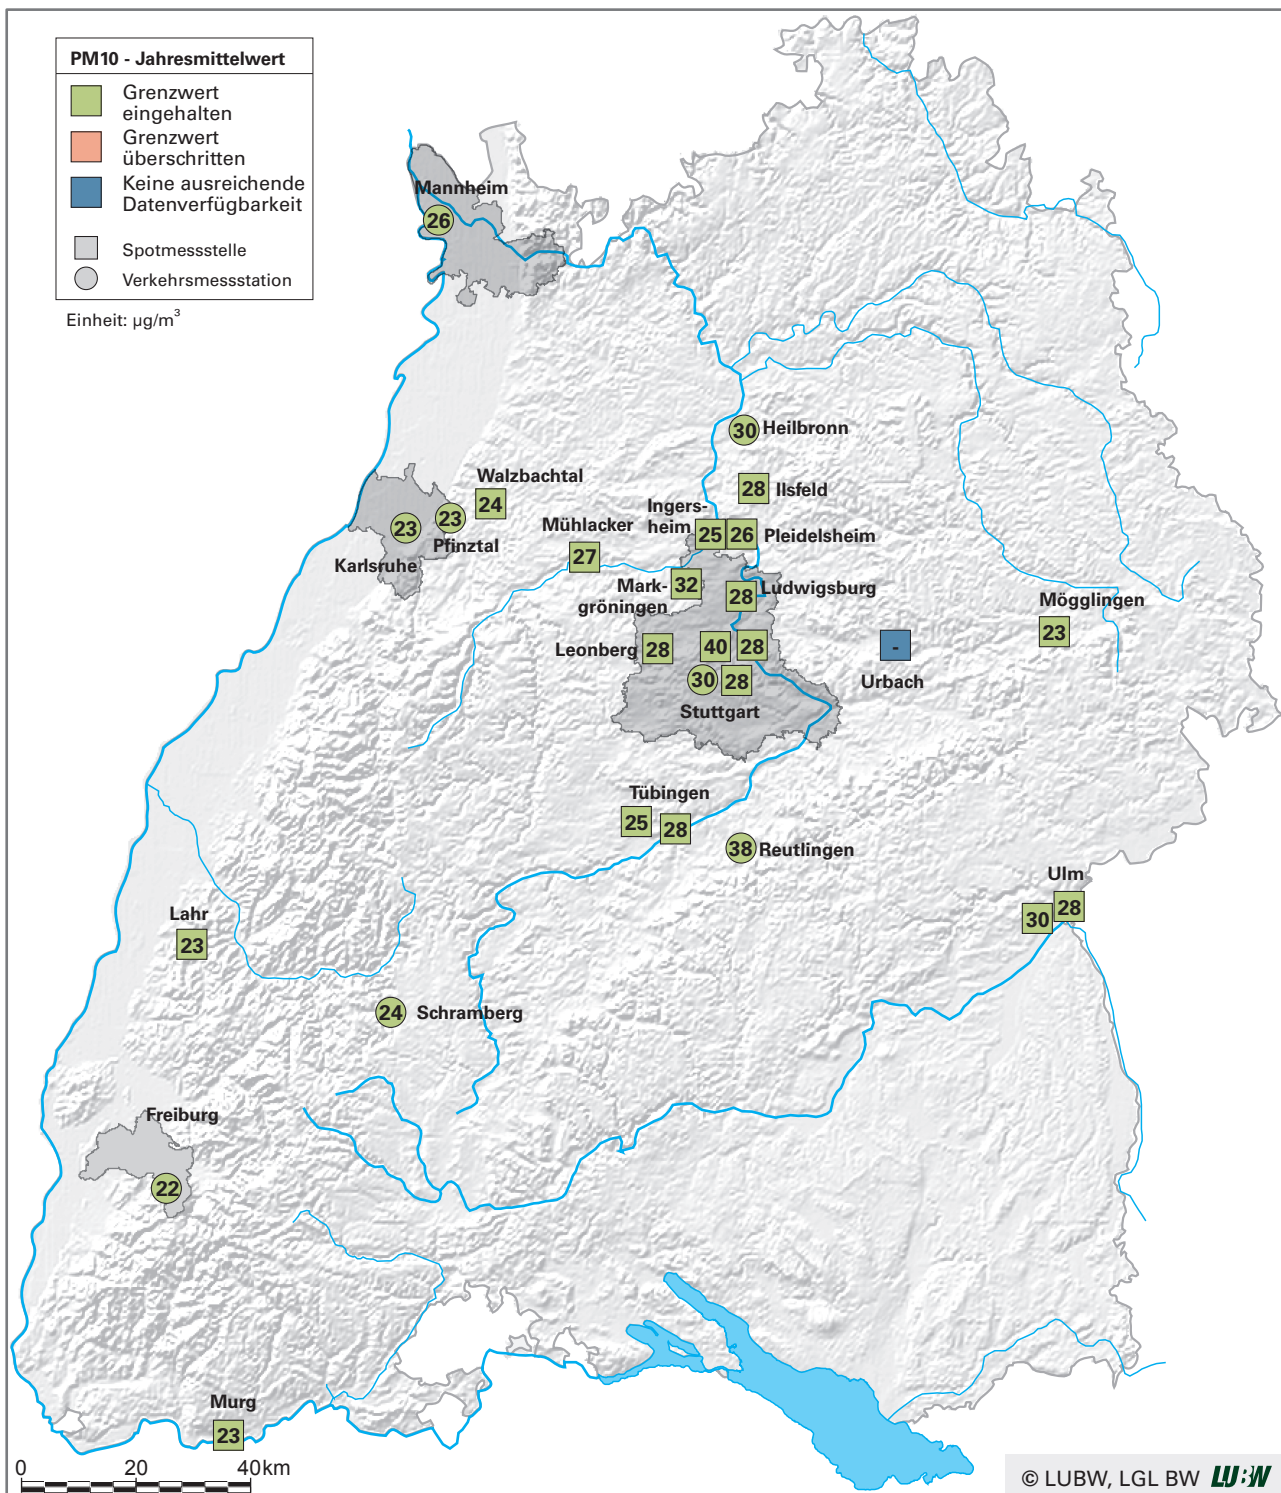 PM10 - Jahresmittelwert
Grenzwert
eingehalten
Grenzwert
überschritten
Keine ausreichende
Datenverfügbarkeit
Spotmessstelle
Verkehrsmessstation
Einheit: µg/m³
Mannheim
26
30 Heilbronn
Walzbachtal
24
28 Ilsfeld
23
23
Pfinztal
Karlsruhe
Ingers-
heim
25
26 Pleidelsheim
Mühlacker
27
Mark-
gröningen
32
28 Ludwigsburg
Mögglingen
23
Leonberg 28
40
28
-
Urbach
30
28
Stuttgart
Tübingen
25
28
38 Reutlingen
Ulm
30
28
Lahr
23
24 Schramberg
Freiburg
22
Murg
23
0 20 40km
© LUBW, LGL BW LUBW